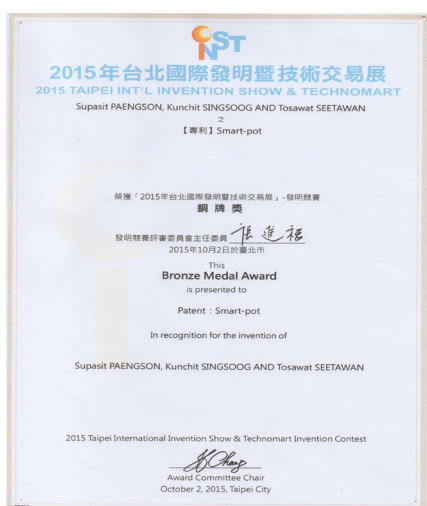 iNST
2015年台北國際發明暨技術交易展
2015 TAIPEI INT'L INVENTION SHOW & TECHNOMART
Supasit PAENGSON, Kunchit SINGSOOG AND Tosawat SEETAWAN
2
【專利】Smart-pot
榮獲「2015年台北國際發明暨技術交易展」-發明競賽
銅 牌 獎
發明競賽評審委員會主任委員 張進福
2015年10月2日於臺北市
This
Bronze Medal Award
is presented to
Patent : Smart-pot
In recognition for the invention of
Supasit PAENGSON, Kunchit SINGSOOG AND Tosawat SEETAWAN
2015 Taipei International Invention Show & Technomart Invention Contest
Award Committee Chair
October 2, 2015, Taipei City